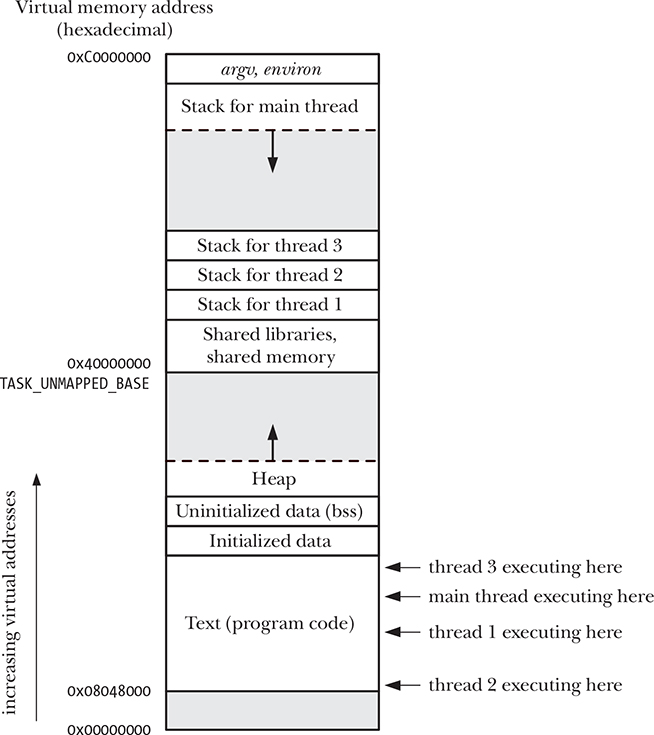 Virtual memory address
(hexadecimal)
0xC0000000
argv, environ
Stack for main thread
Stack for thread 3
Stack for thread 2
Stack for thread 1
Shared libraries,
shared memory
0x40000000
TASK_UNMAPPED_BASE
Heap
Uninitialized data (bss)
Initialized data
thread 3 executing here
main thread executing here
Text (program code)
thread 1 executing here
thread 2 executing here
0x08048000
0x00000000
increasing virtual addresses